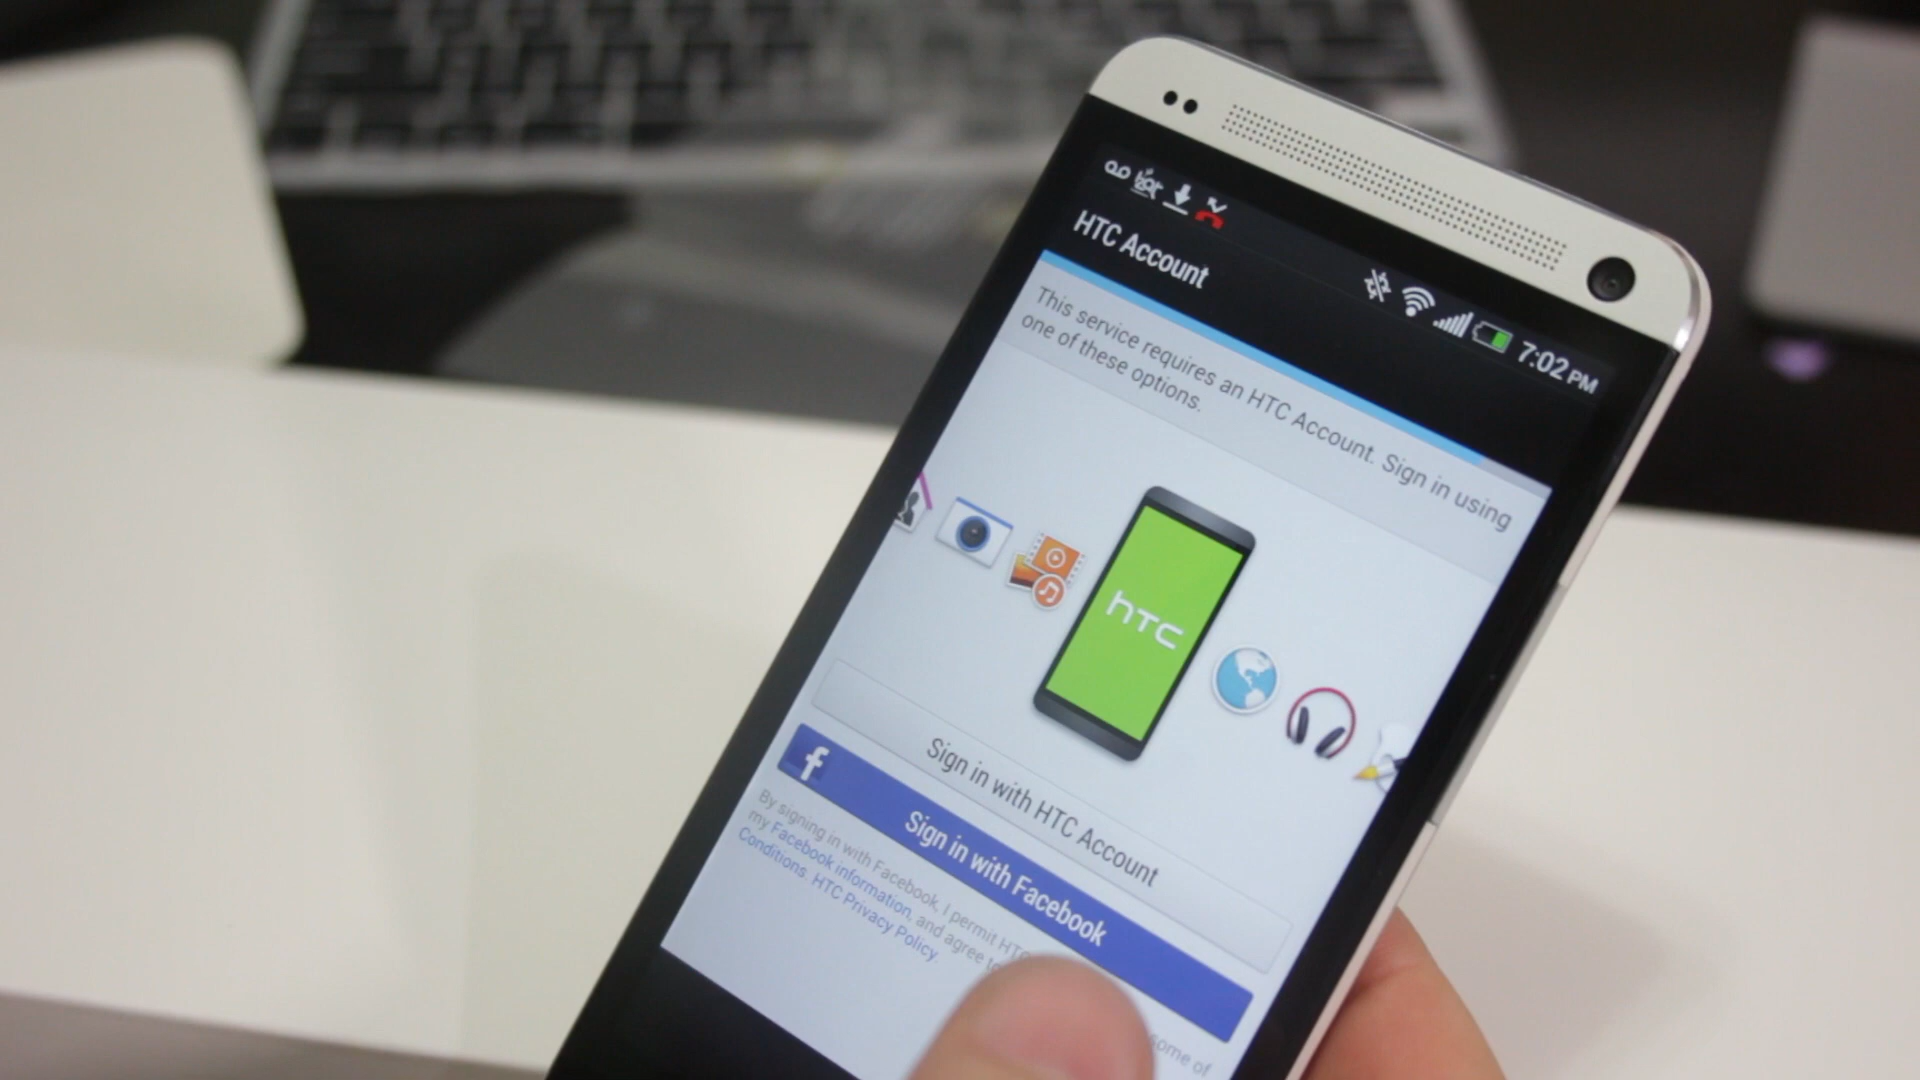 7:02 PM
HTC Account
This service requires an HTC Account. Sign in using
one of these options.
hTC
Sign in with HTC Account
f
Sign in with Facebook
By signing in with Facebook, I permit HTC
some of
my Facebook information, and agree to
Conditions. HTC Privacy Policy.